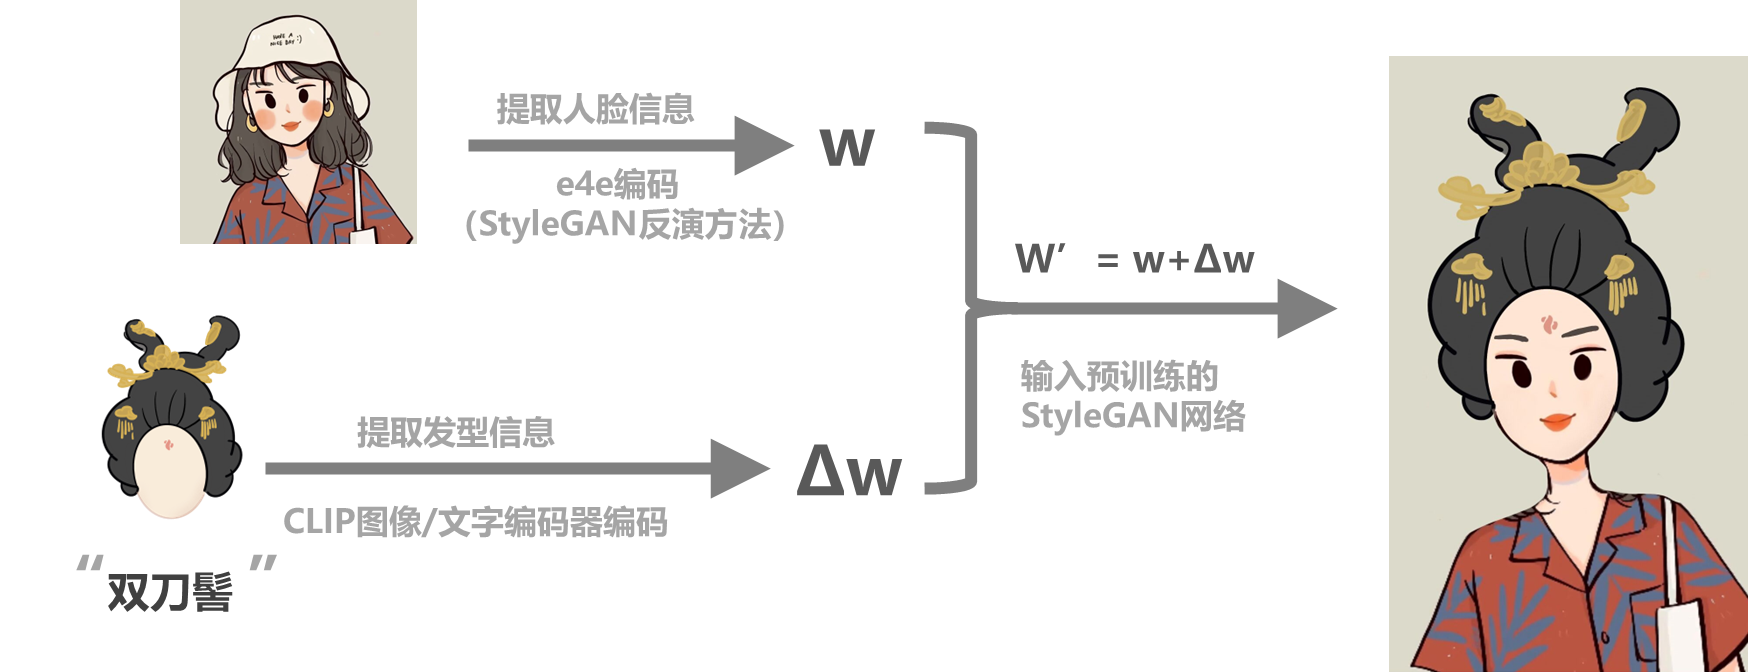 HAVE A
NICE DAY :)
提取人脸信息
e4e编码
(StyleGAN反演方法)
w
W' = w+Δw
输入预训练的
StyleGAN网络
提取发型信息
CLIP图像/文字编码器编码
Δw
“双刀髻”